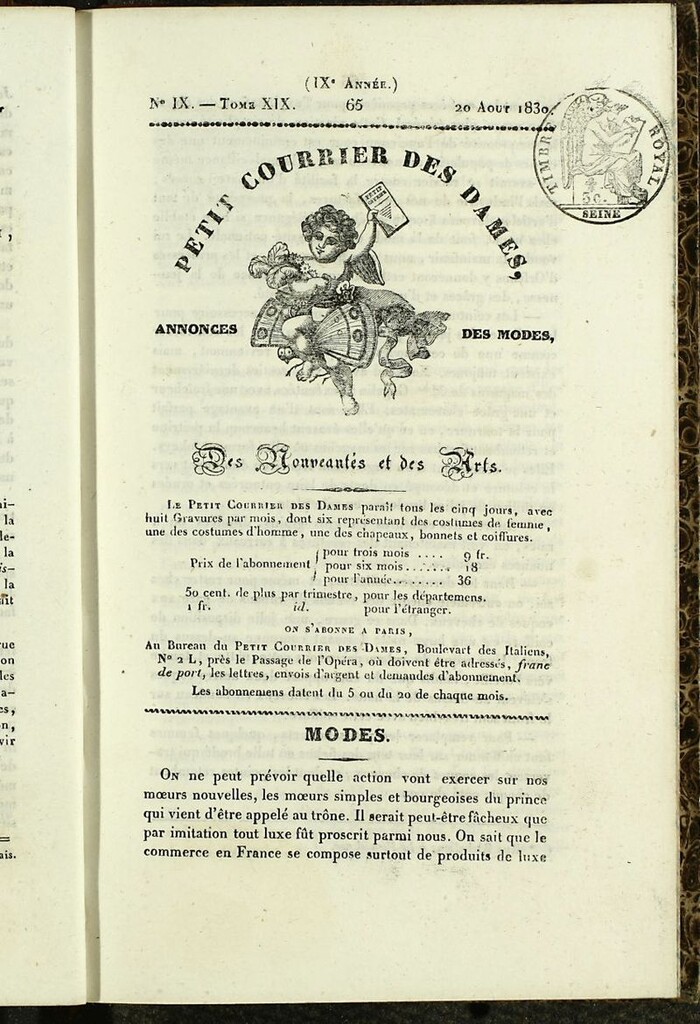 (IXe ANNÉE.)
No IX. — TOME XIX. 65 20 AOUT 1830.
TIMBRE ROYAL
5c.
SEINE
PETIT COURRIER DES DAMES,
ANNONCES DES MODES,
Des Nouveautés et des Arts.
LE PETIT COURRIER DES DAMES paraît tous les cinq jours, avec
huit Gravures par mois, dont six représentant des costumes de femme,
une des costumes d'homme, une des chapeaux, bonnets et coiffures.
Prix de l'abonnement
pour trois mois .... 9 fr.
pour six mois....... 18
pour l'année........ 36
50 cent. de plus par trimestre, pour les départemens.
1 fr. id. pour l'étranger.
ON S'ABONNE A PARIS,
Au Bureau du PETIT COURRIER DES DAMES, Boulevart des Italiens,
No 2 L, près le Passage de l'Opéra, où doivent être adressés, franc
de port, les lettres, envois d'argent et demandes d'abonnement.
Les abonnemens datent du 5 ou du 20 de chaque mois.
MODES.
ON ne peut prévoir quelle action vont exercer sur nos
mœurs nouvelles, les mœurs simples et bourgeoises du prince
qui vient d'être appelé au trône. Il serait peut-être fâcheux que
par imitation tout luxe fût proscrit parmi nous. On sait que le
commerce en France se compose surtout de produits de luxe